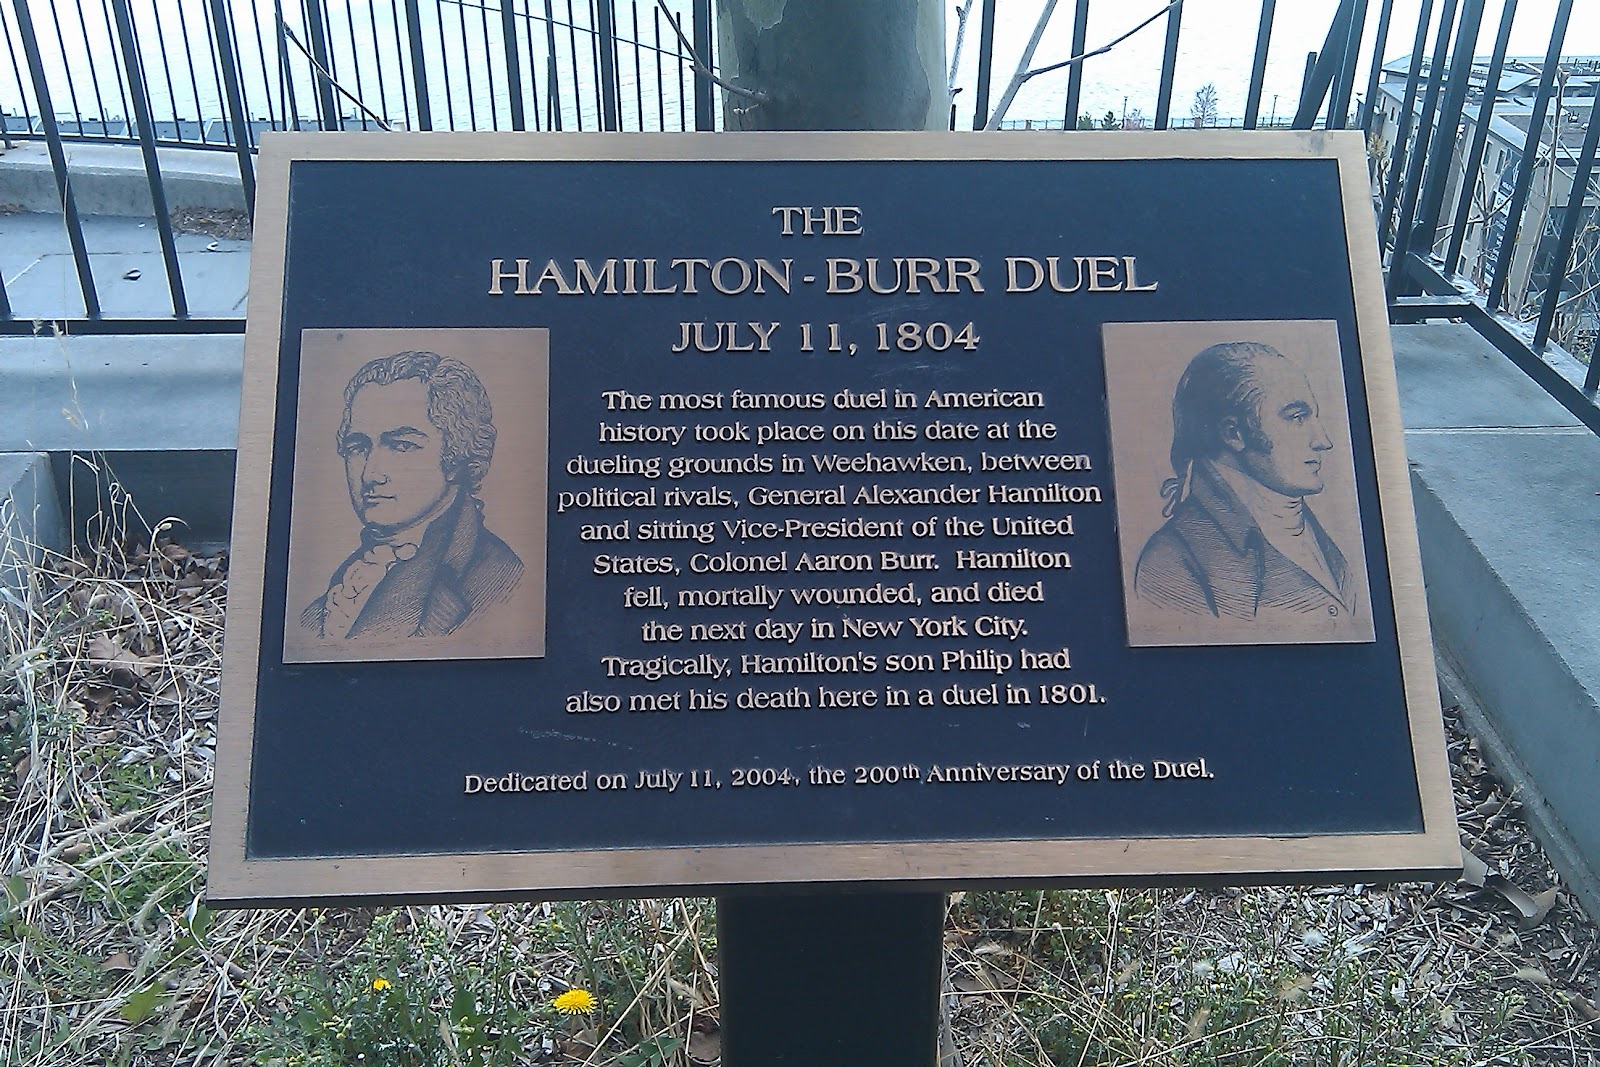 THE
HAMILTON-BURR DUEL
JULY 11, 1804
The most famous duel in American
history took place on this date at the
dueling grounds in Weehawken, between
political rivals, General Alexander Hamilton
and sitting Vice-President of the United
States, Colonel Aaron Burr. Hamilton
fell, mortally wounded, and died
the next day in New York City.
Tragically, Hamilton's son Philip had
also met his death here in a duel in 1801.
Dedicated on July 11, 2004, the 200th Anniversary of the Duel.